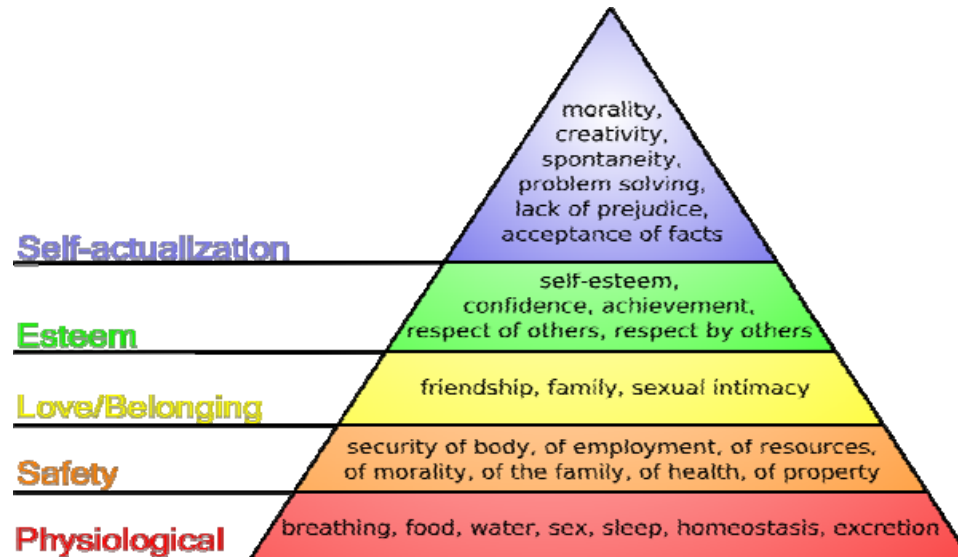 morality,
creativity,
spontaneity,
problem solving,
lack of prejudice,
acceptance of facts
Self-actualization
self-esteem,
confidence, achievement,
respect of others, respect by others
Esteem
friendship, family, sexual intimacy
Love/Belonging
security of body, of employment, of resources,
of morality, of the family, of health, of property
Safety
breathing, food, water, sex, sleep, homeostasis, excretion
Physiological